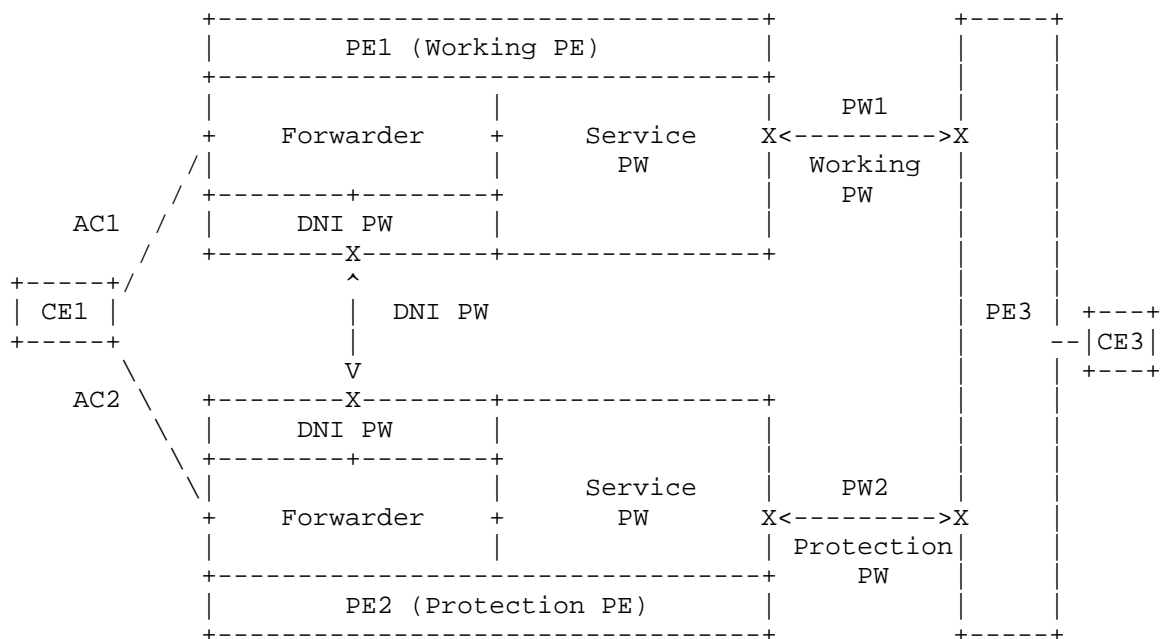 PE1 (Working PE)
PW1
Forwarder Service
PW Working
PW
AC1 DNI PW
CE1 DNI PW PE3
CE3
AC2
DNI PW
Service PW2
Forwarder PW
Protection
PW
PE2 (Protection PE)